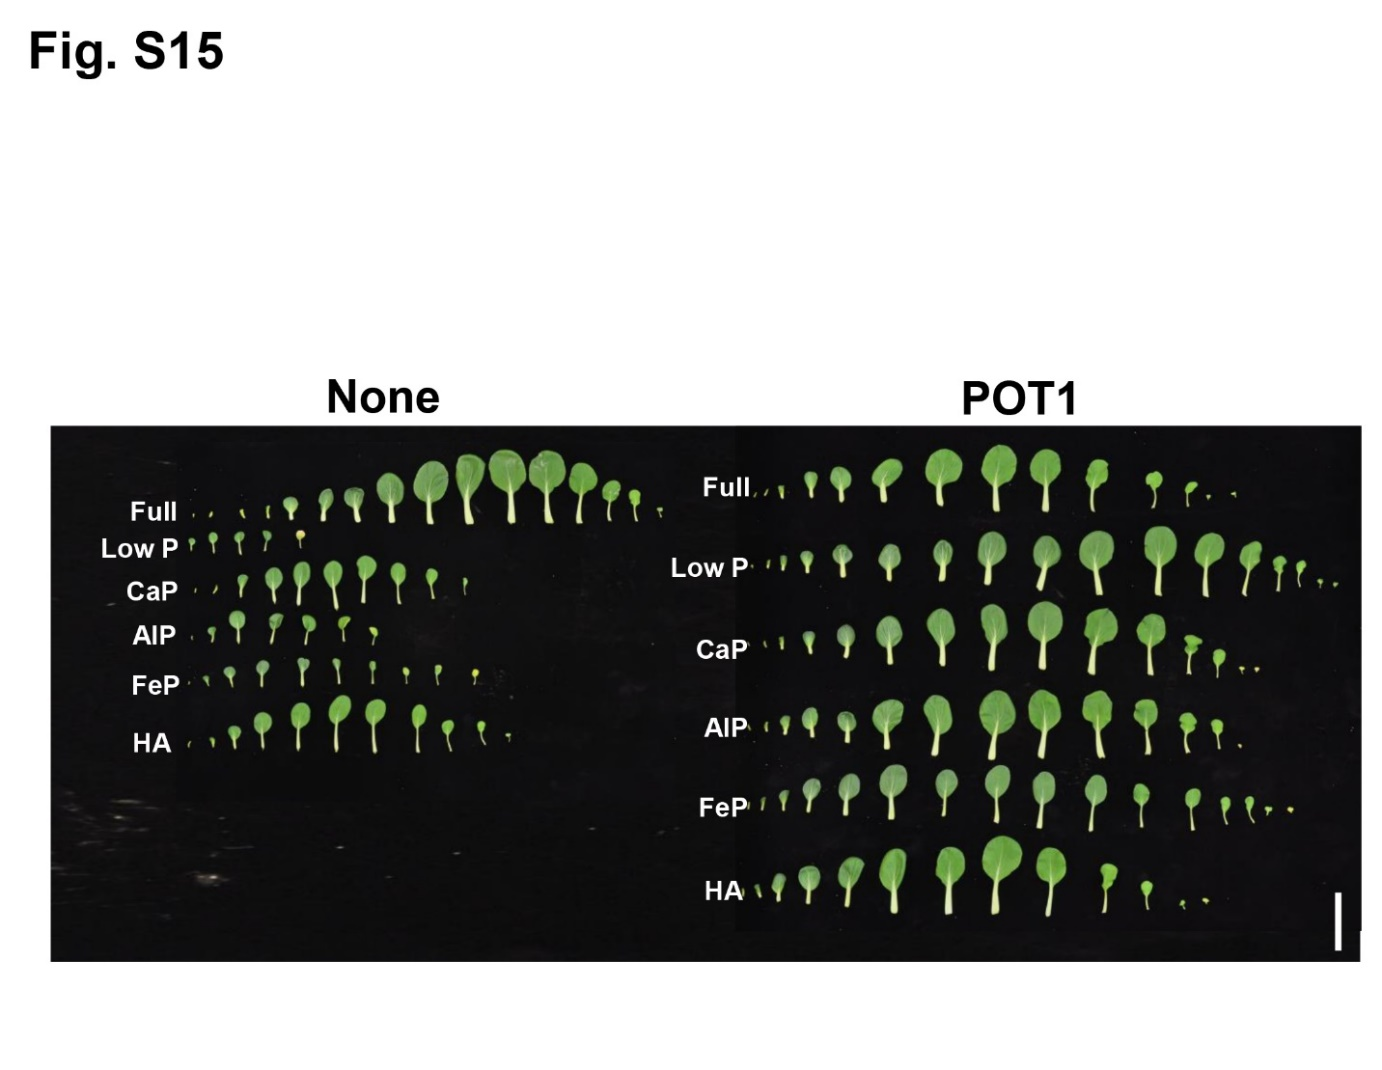 Fig. S15
None
POT1
Full
Low P
CaP
AlP
FeP
HA
Full
Low P
CaP
AlP
FeP
HA